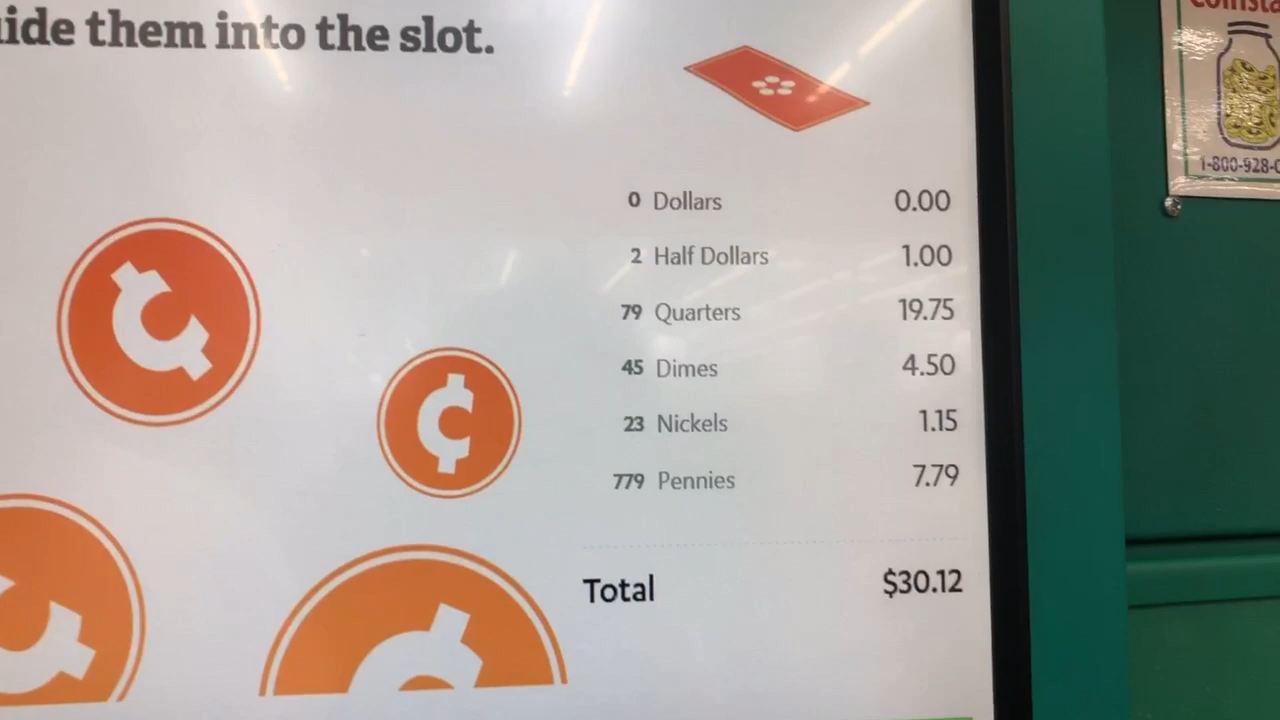 them into the slot.
0 Dollars 0.00
2 Half Dollars 1.00
79 Quarters 19.75
45 Dimes 4.50
23 Nickels 1.15
779 Pennies 7.79
Total $30.12
1-800-928-